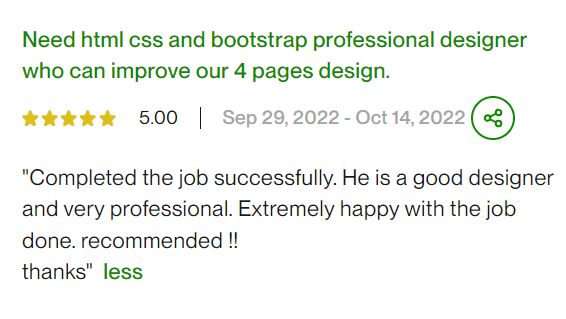 Need html css and bootstrap professional designer
who can improve our 4 pages design.
5.00 | Sep 29, 2022 - Oct 14, 2022
"Completed the job successfully. He is a good designer
and very professional. Extremely happy with the job
done. recommended !!
thanks" less